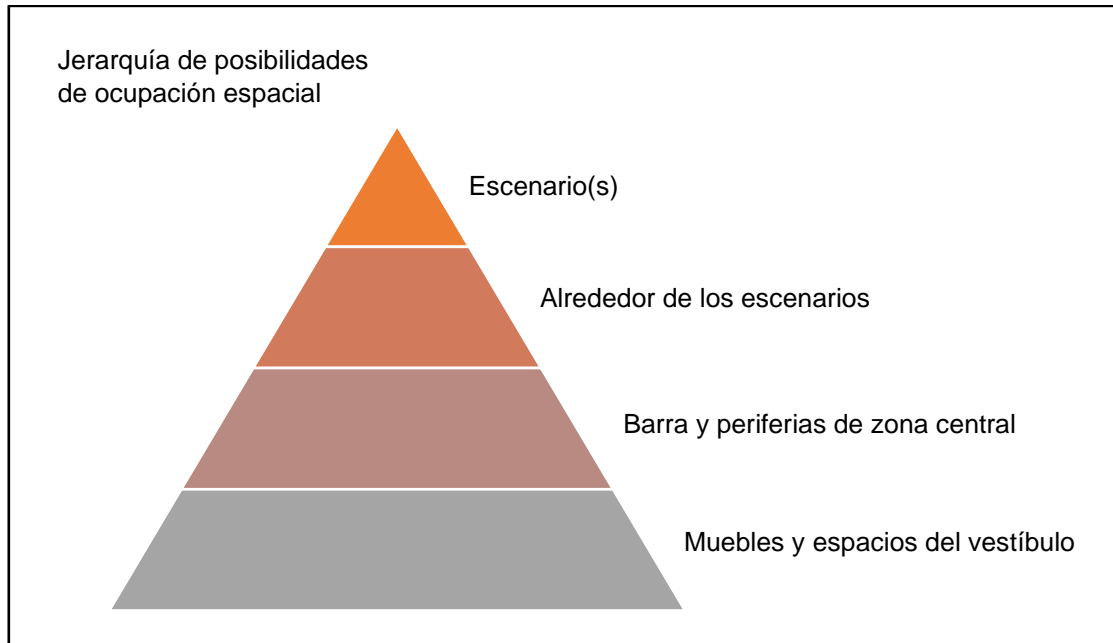 Jerarquía de posibilidades
de ocupación espacial
Escenario(s)
Alrededor de los escenarios
Barra y periferias de zona central
Muebles y espacios del vestíbulo